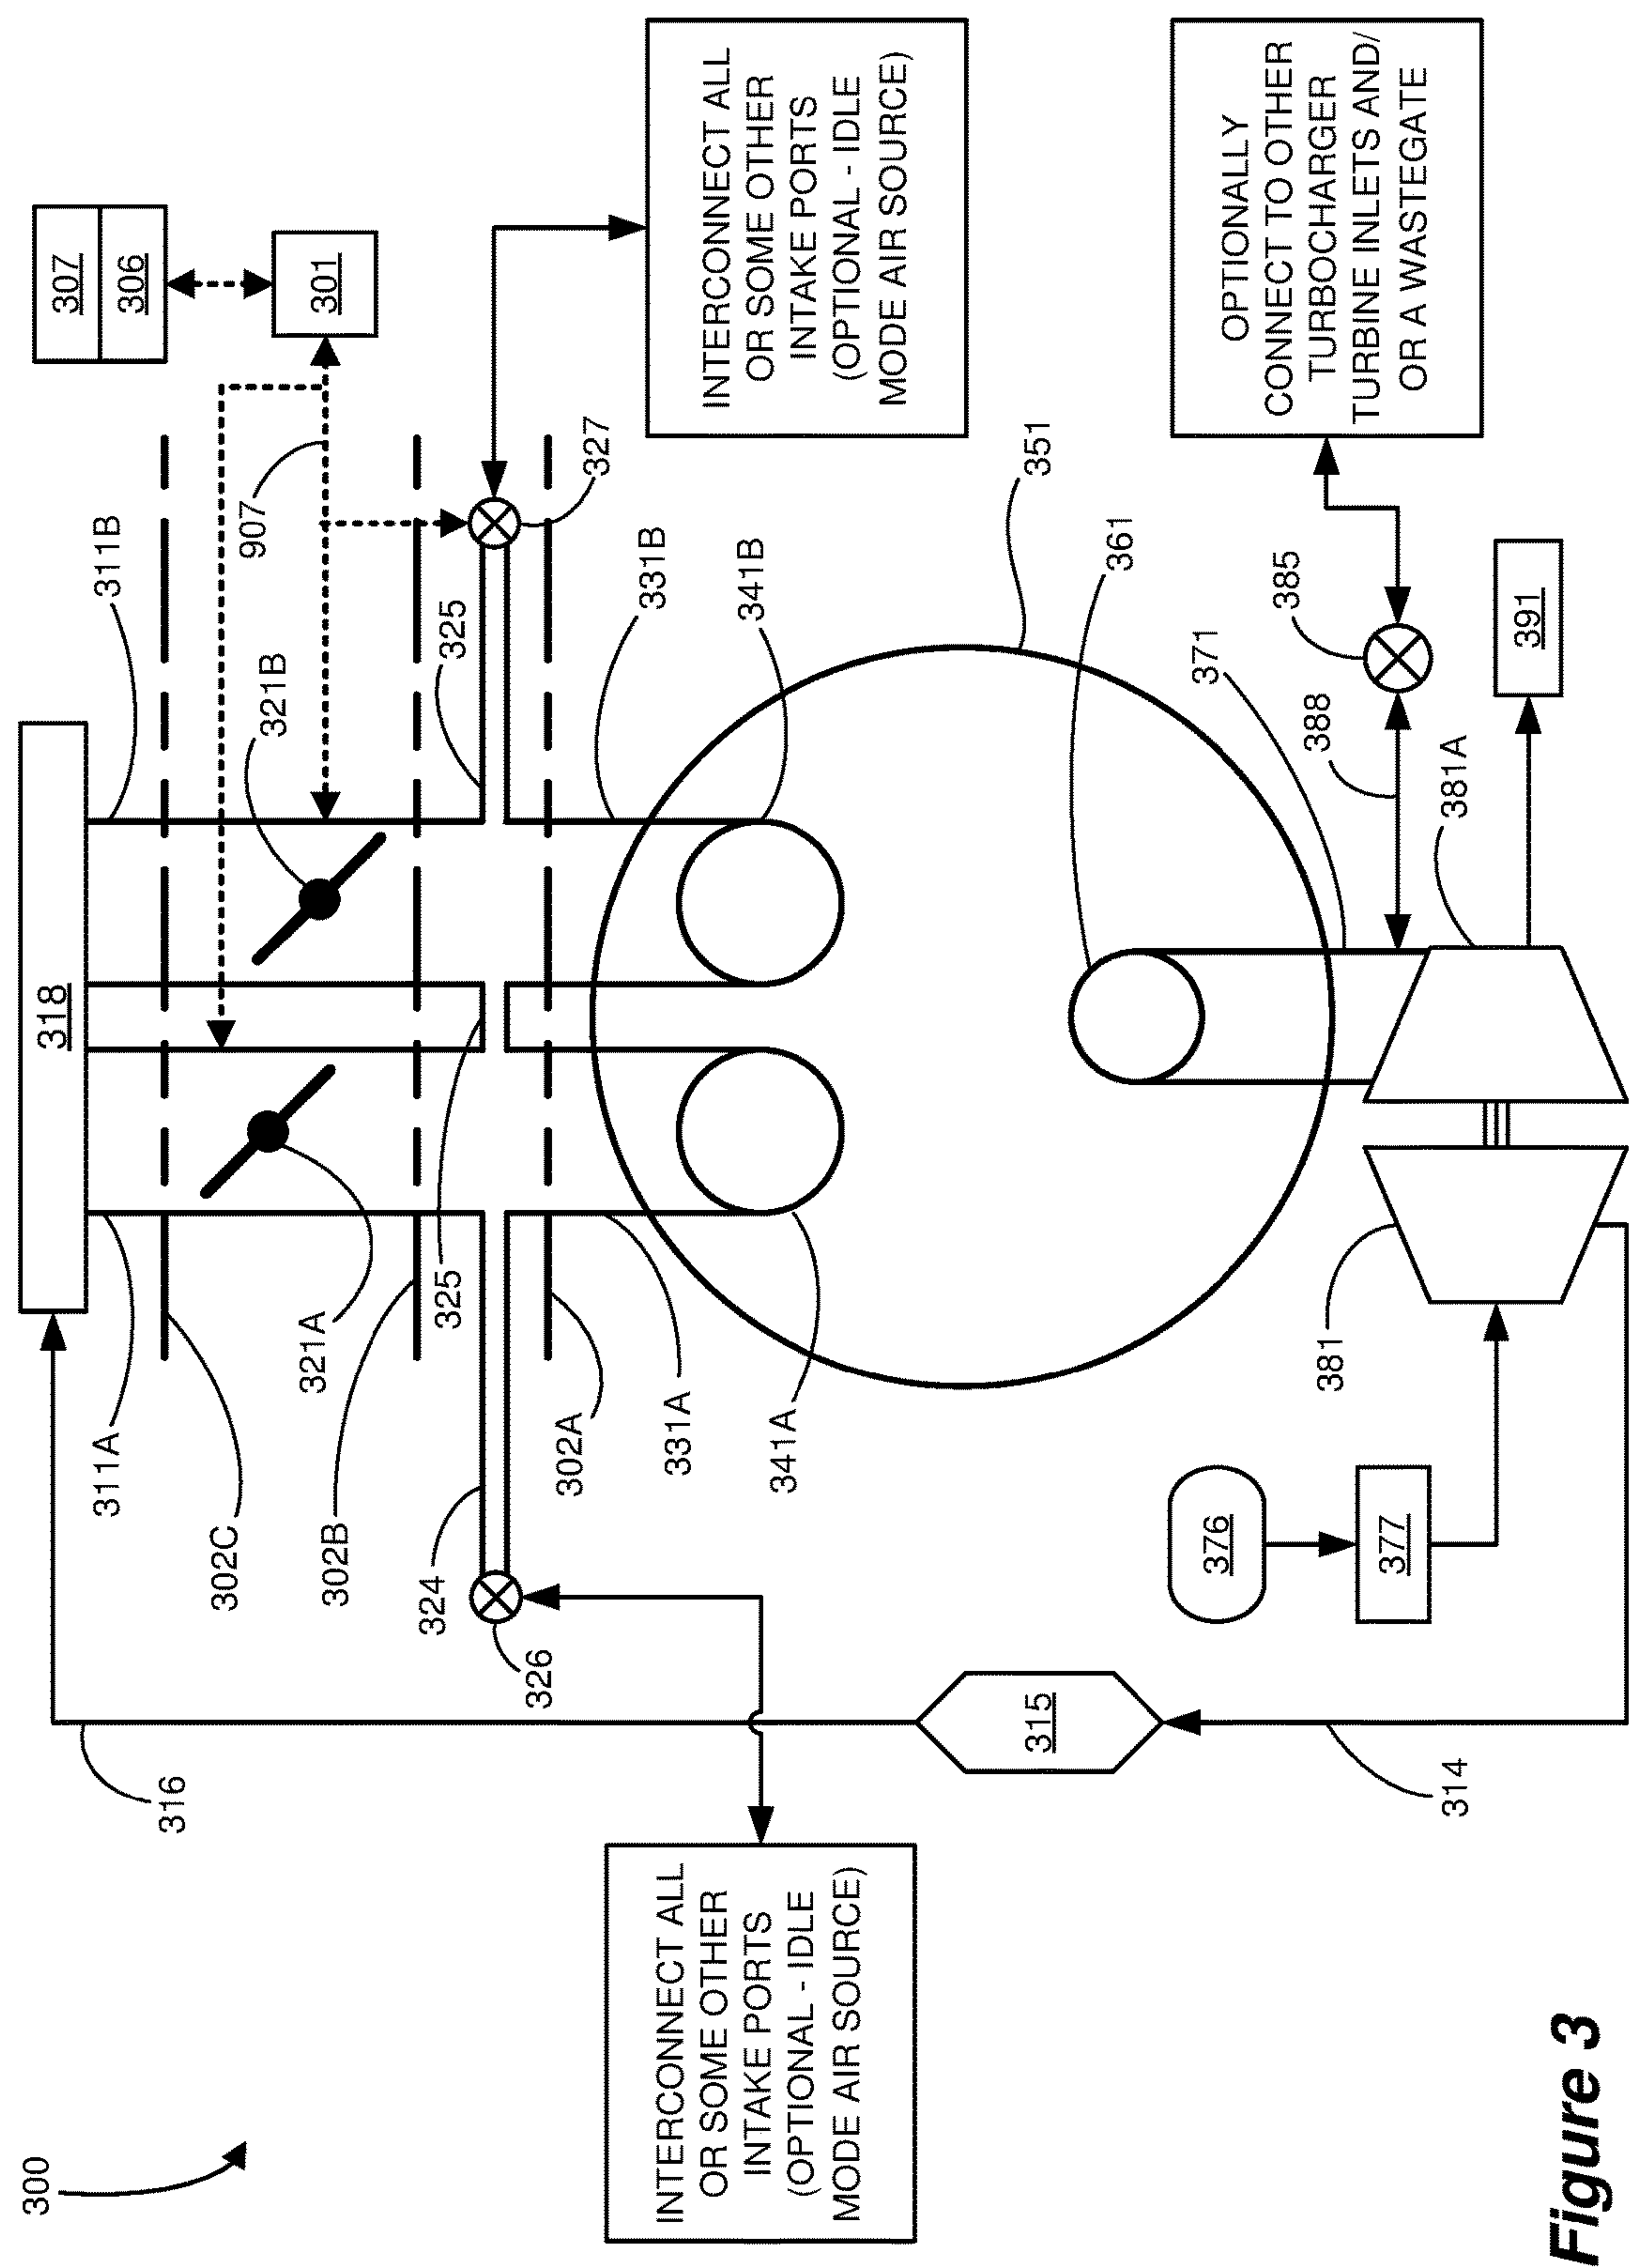 300
316
311A
302C
321A
302B
325
324
326
302A
331A
341A
318
311B
907
321B
325
327
331B
341B
307
306
301
INTERCONNECT ALL
OR SOME OTHER
INTAKE PORTS
(OPTIONAL - IDLE
MODE AIR SOURCE)
INTERCONNECT ALL
OR SOME OTHER
INTAKE PORTS
(OPTIONAL - IDLE
MODE AIR SOURCE)
351
361
371
315
376
377
314
381
381A
388
385
391
OPTIONALLY
CONNECT TO OTHER
TURBOCHARGER
TURBINE INLETS AND/
OR A WASTEGATE
Figure 3